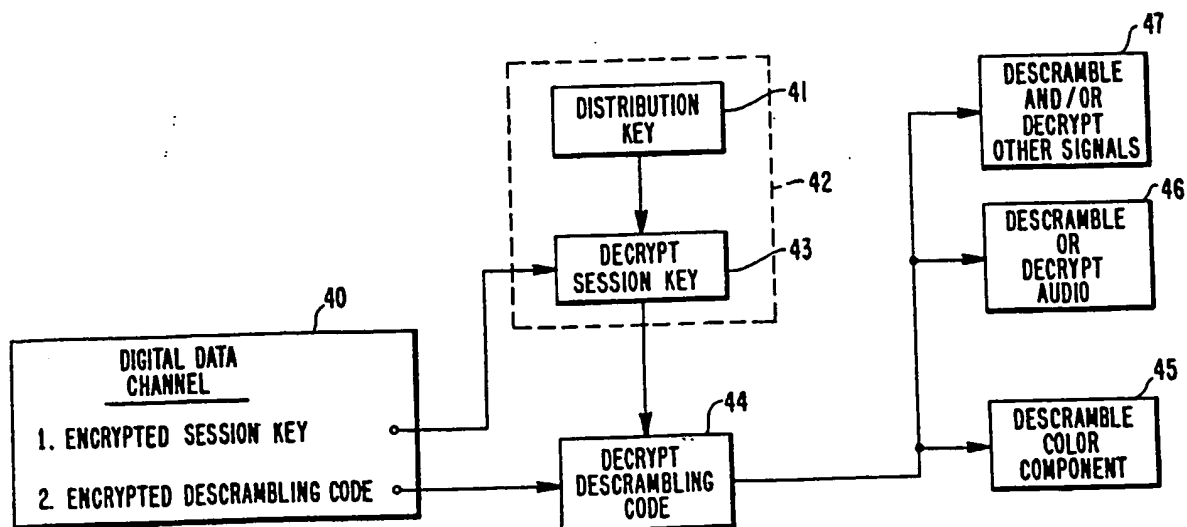 47
DESCRAMBLE
AND/OR
DECRYPT
OTHER SIGNALS
41
DISTRIBUTION
KEY
42
46
DESCRAMBLE
OR
DECRYPT
AUDIO
43
DECRYPT
SESSION KEY
40
DIGITAL DATA
CHANNEL
1. ENCRYPTED SESSION KEY
2. ENCRYPTED DESCRAMBLING CODE
44
DECRYPT
DESCRAMBLING
CODE
45
DESCRAMBLE
COLOR
COMPONENT